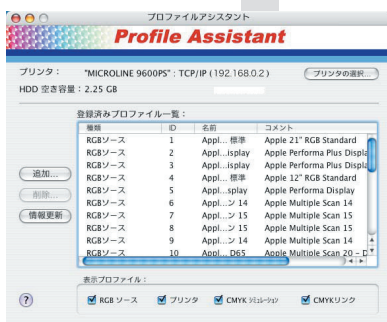 プロファイルアシスタント
Profile Assistant
プリンタ： "MICROLINE 9600PS" : TCP/IP (192.168.0.2) プリンタの選択...
HDD 空き容量：2.25 GB
登録済みプロファイル一覧：
種類 ID 名前 コメント
RGBソース 1 Appl... 標準 Apple 21" RGB Standard
RGBソース 2 Appl...isplay Apple Performa Plus Displa
RGBソース 3 Appl...isplay Apple Performa Plus Displa
RGBソース 4 Appl... 標準 Apple 12" RGB Standard
RGBソース 5 Appl...splay Apple Performa Display
RGBソース 6 Appl...ン 14 Apple Multiple Scan 14
RGBソース 7 Appl...ン 15 Apple Multiple Scan 15
RGBソース 8 Appl...ン 15 Apple Multiple Scan 15
RGBソース 9 Appl...ン 14 Apple Multiple Scan 14
RGBソース 10 Appl... D65 Apple Multiple Scan 20 – D
追加...
削除...
情報更新
表示プロファイル：
RGB ソース プリンタ CMYK シミュレーション CMYKリンク
?